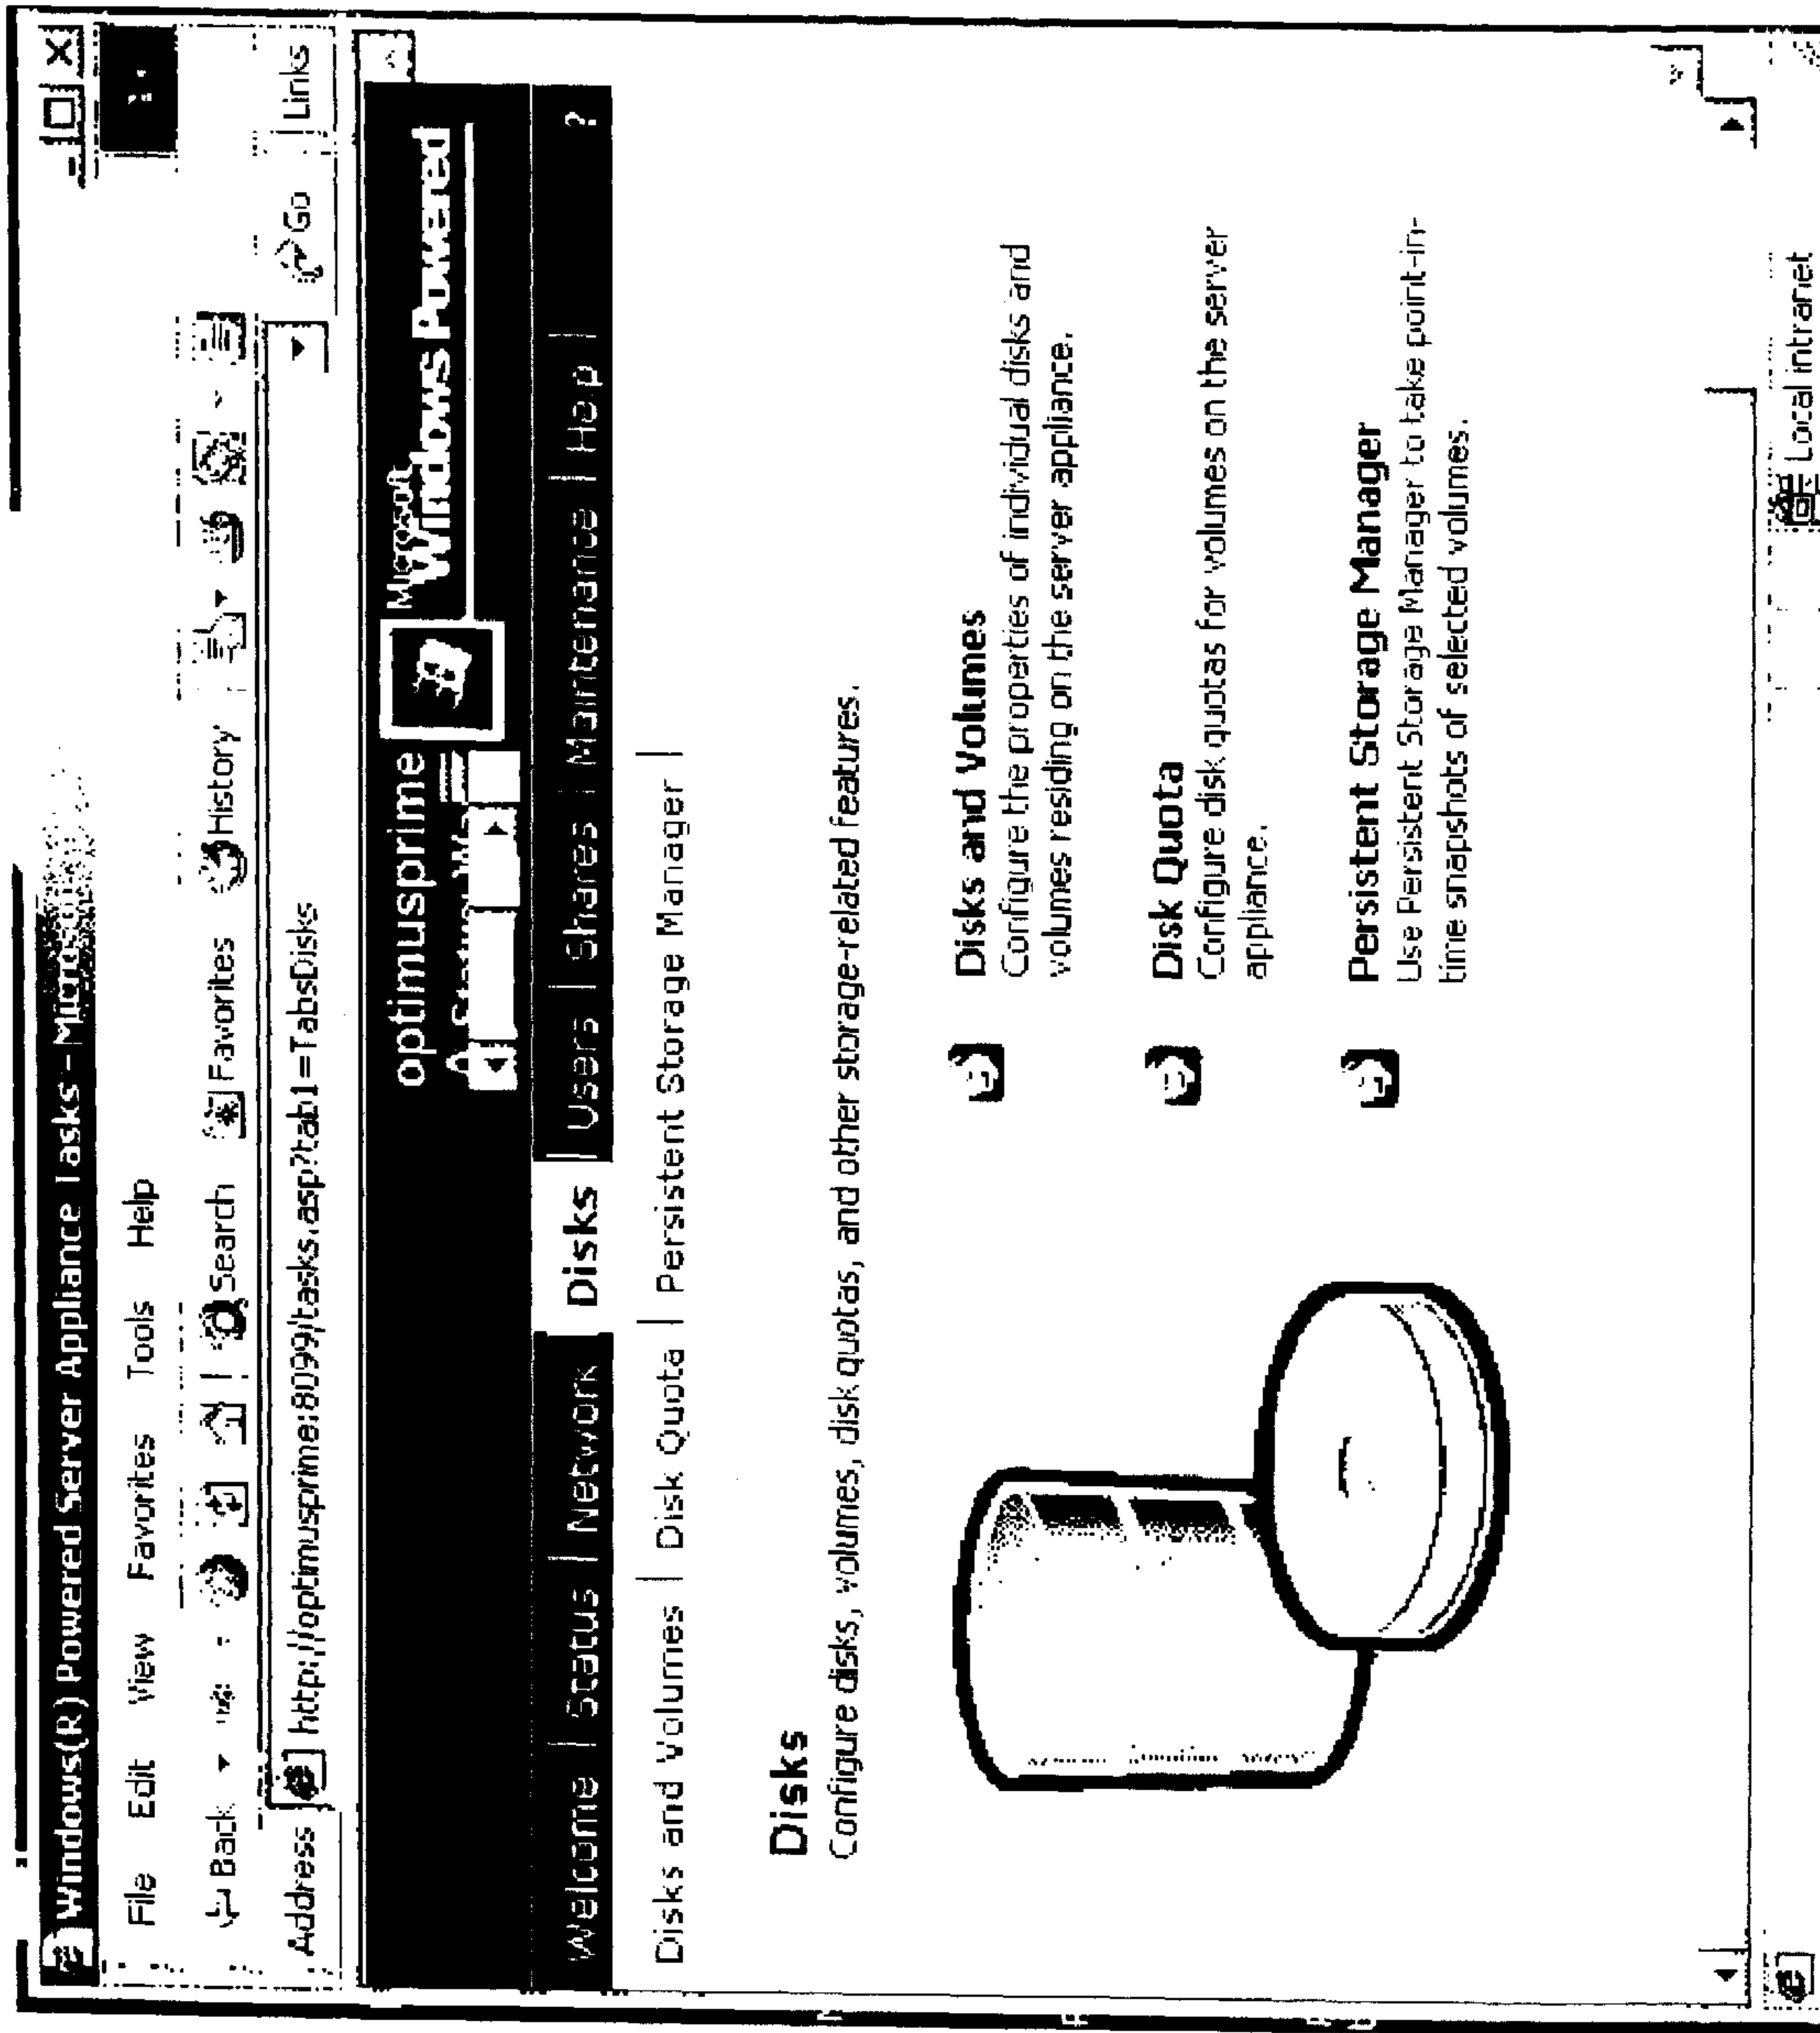 Windows(R) Powered Server Appliance Tasks - Microsoft
File Edit View Favorites Tools Help
Back Search Favorites History
Address http://optimusprime:8099/tasks.asp?tab1=TabsDisks Go Links
optimusprime
Microsoft
Windows Powered
Welcome | Status | Network Disks | Users | Shares | Maintenance | Help | ?
Disks and Volumes | Disk Quota | Persistent Storage Manager |
Disks
Configure disks, volumes, disk quotas, and other storage-related features.
Disks and Volumes
Configure the properties of individual disks and
volumes residing on the server appliance.
Disk Quota
Configure disk quotas for volumes on the server
appliance.
Persistent Storage Manager
Use Persistent Storage Manager to take point-in-
time snapshots of selected volumes.
Local intranet